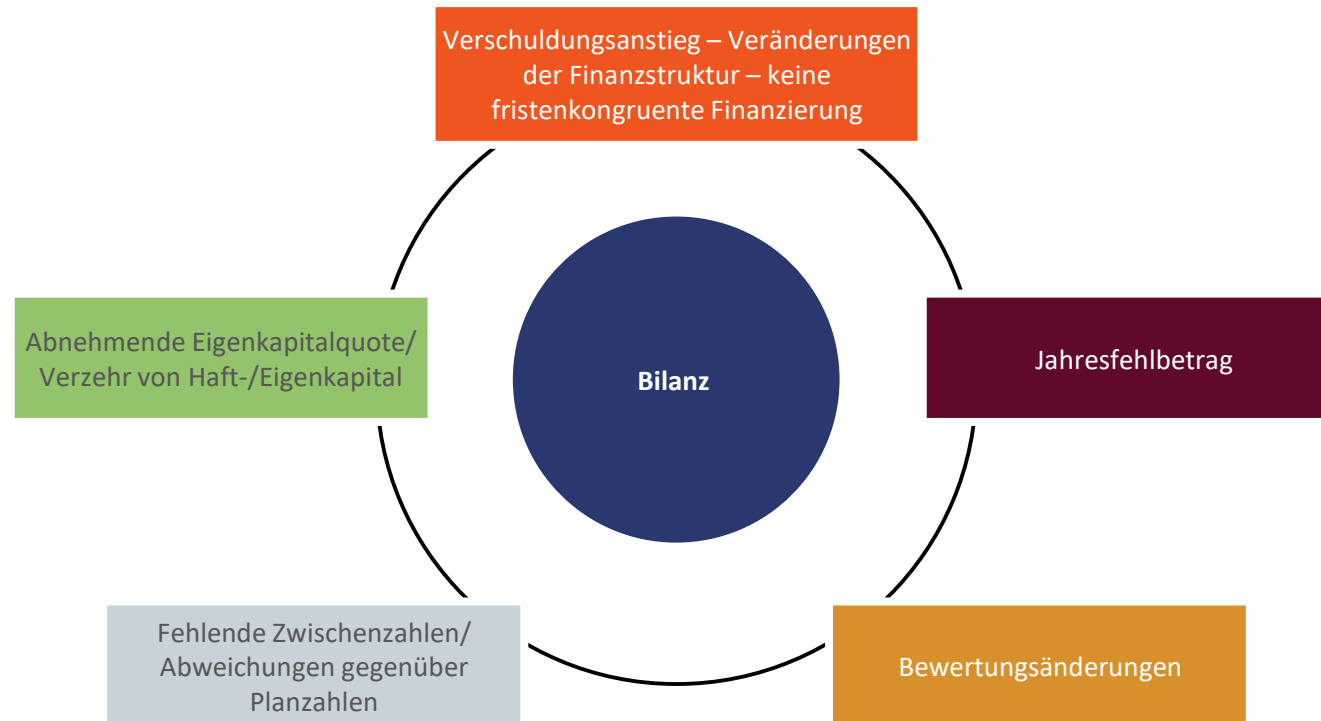 Verschuldungsanstieg – Veränderungen
der Finanzstruktur – keine
fristenkongruente Finanzierung
Abnehmende Eigenkapitalquote/
Verzehr von Haft-/Eigenkapital
Bilanz
Jahresfehlbetrag
Fehlende Zwischenzahlen/
Abweichungen gegenüber
Planzahlen
Bewertungsänderungen